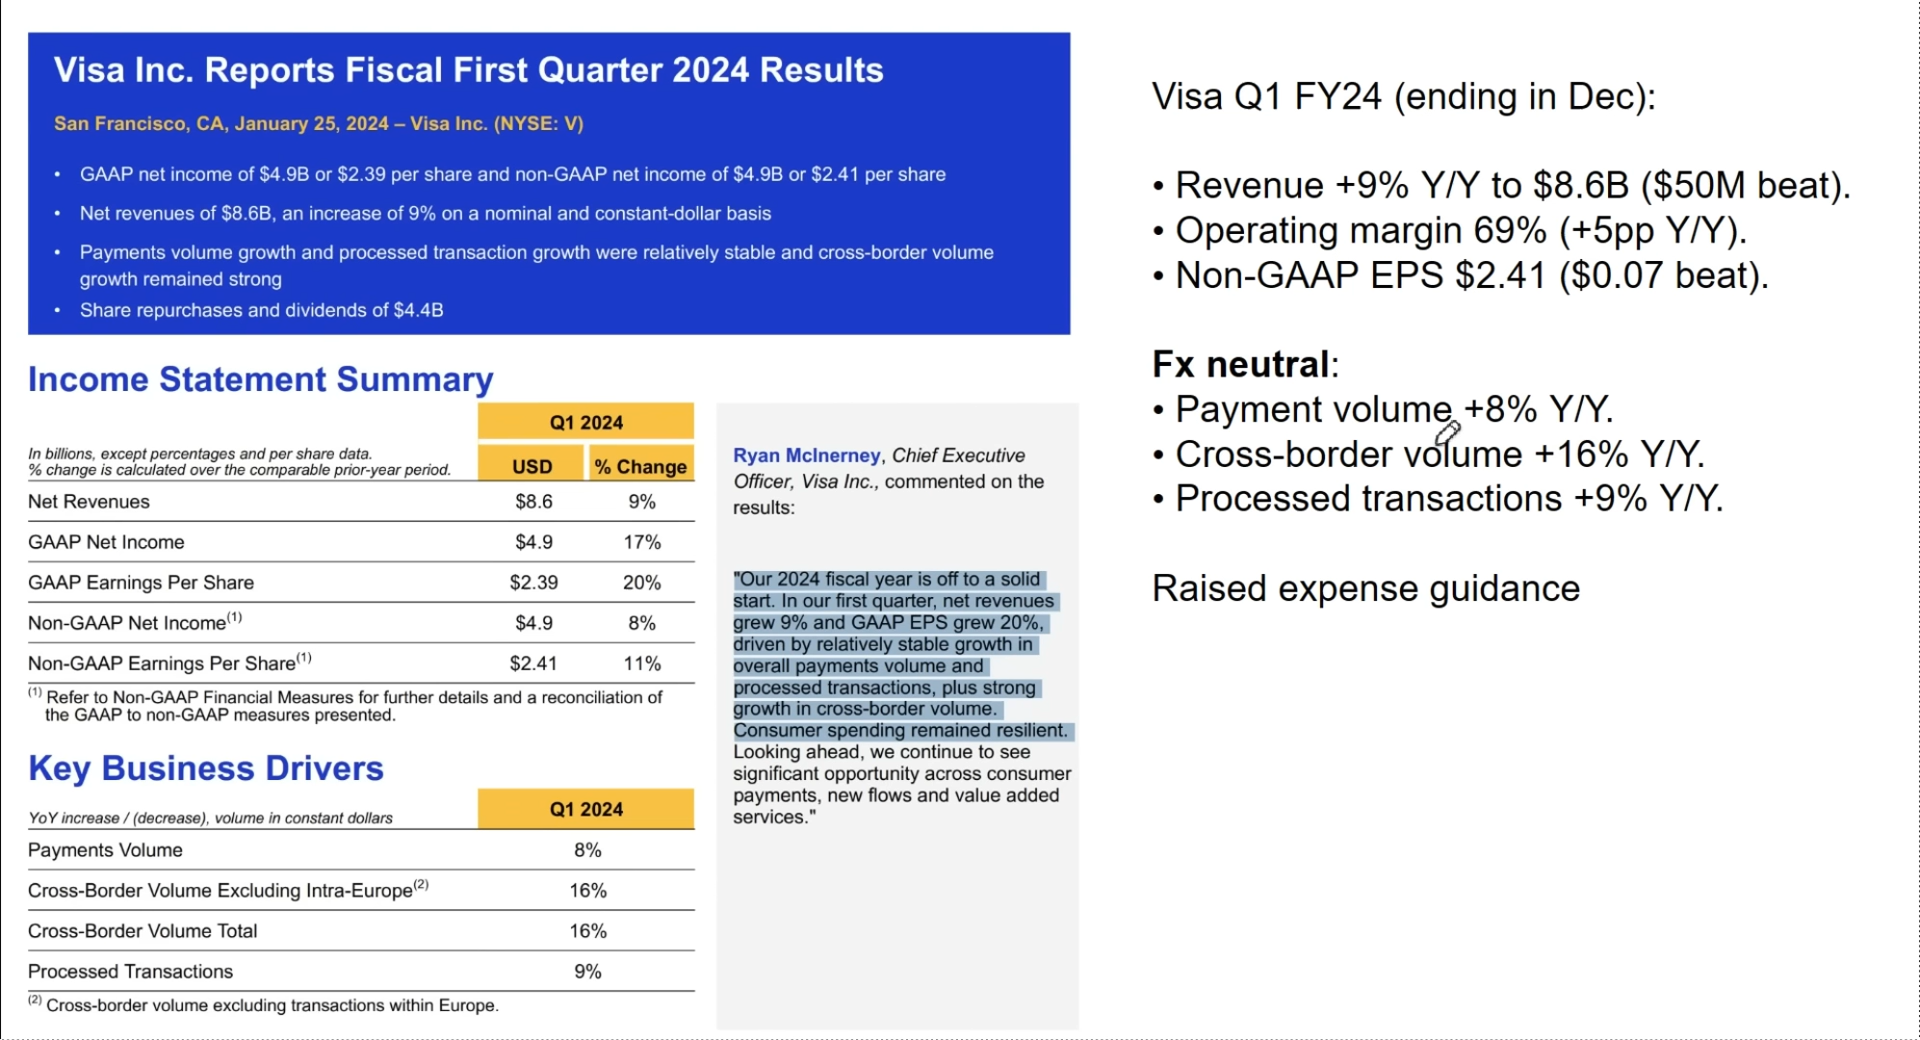 Visa Inc. Reports Fiscal First Quarter 2024 Results
San Francisco, CA, January 25, 2024 – Visa Inc. (NYSE: V)
• GAAP net income of $4.9B or $2.39 per share and non-GAAP net income of $4.9B or $2.41 per share
• Net revenues of $8.6B, an increase of 9% on a nominal and constant-dollar basis
• Payments volume growth and processed transaction growth were relatively stable and cross-border volume
growth remained strong
• Share repurchases and dividends of $4.4B
Income Statement Summary
Q1 2024
In billions, except percentages and per share data.
% change is calculated over the comparable prior-year period.
USD % Change
Net Revenues $8.6 9%
GAAP Net Income $4.9 17%
GAAP Earnings Per Share $2.39 20%
Non-GAAP Net Income(1) $4.9 8%
Non-GAAP Earnings Per Share(1) $2.41 11%
(1) Refer to Non-GAAP Financial Measures for further details and a reconciliation of
the GAAP to non-GAAP measures presented.
Key Business Drivers
Q1 2024
YoY increase / (decrease), volume in constant dollars
Payments Volume 8%
Cross-Border Volume Excluding Intra-Europe(2) 16%
Cross-Border Volume Total 16%
Processed Transactions 9%
(2) Cross-border volume excluding transactions within Europe.
Ryan McInerney, Chief Executive
Officer, Visa Inc., commented on the
results:
"Our 2024 fiscal year is off to a solid
start. In our first quarter, net revenues
grew 9% and GAAP EPS grew 20%,
driven by relatively stable growth in
overall payments volume and
processed transactions, plus strong
growth in cross-border volume.
Consumer spending remained resilient.
Looking ahead, we continue to see
significant opportunity across consumer
payments, new flows and value added
services."
Visa Q1 FY24 (ending in Dec):
• Revenue +9% Y/Y to $8.6B ($50M beat).
• Operating margin 69% (+5pp Y/Y).
• Non-GAAP EPS $2.41 ($0.07 beat).
Fx neutral:
• Payment volume +8% Y/Y.
• Cross-border volume +16% Y/Y.
• Processed transactions +9% Y/Y.
Raised expense guidance